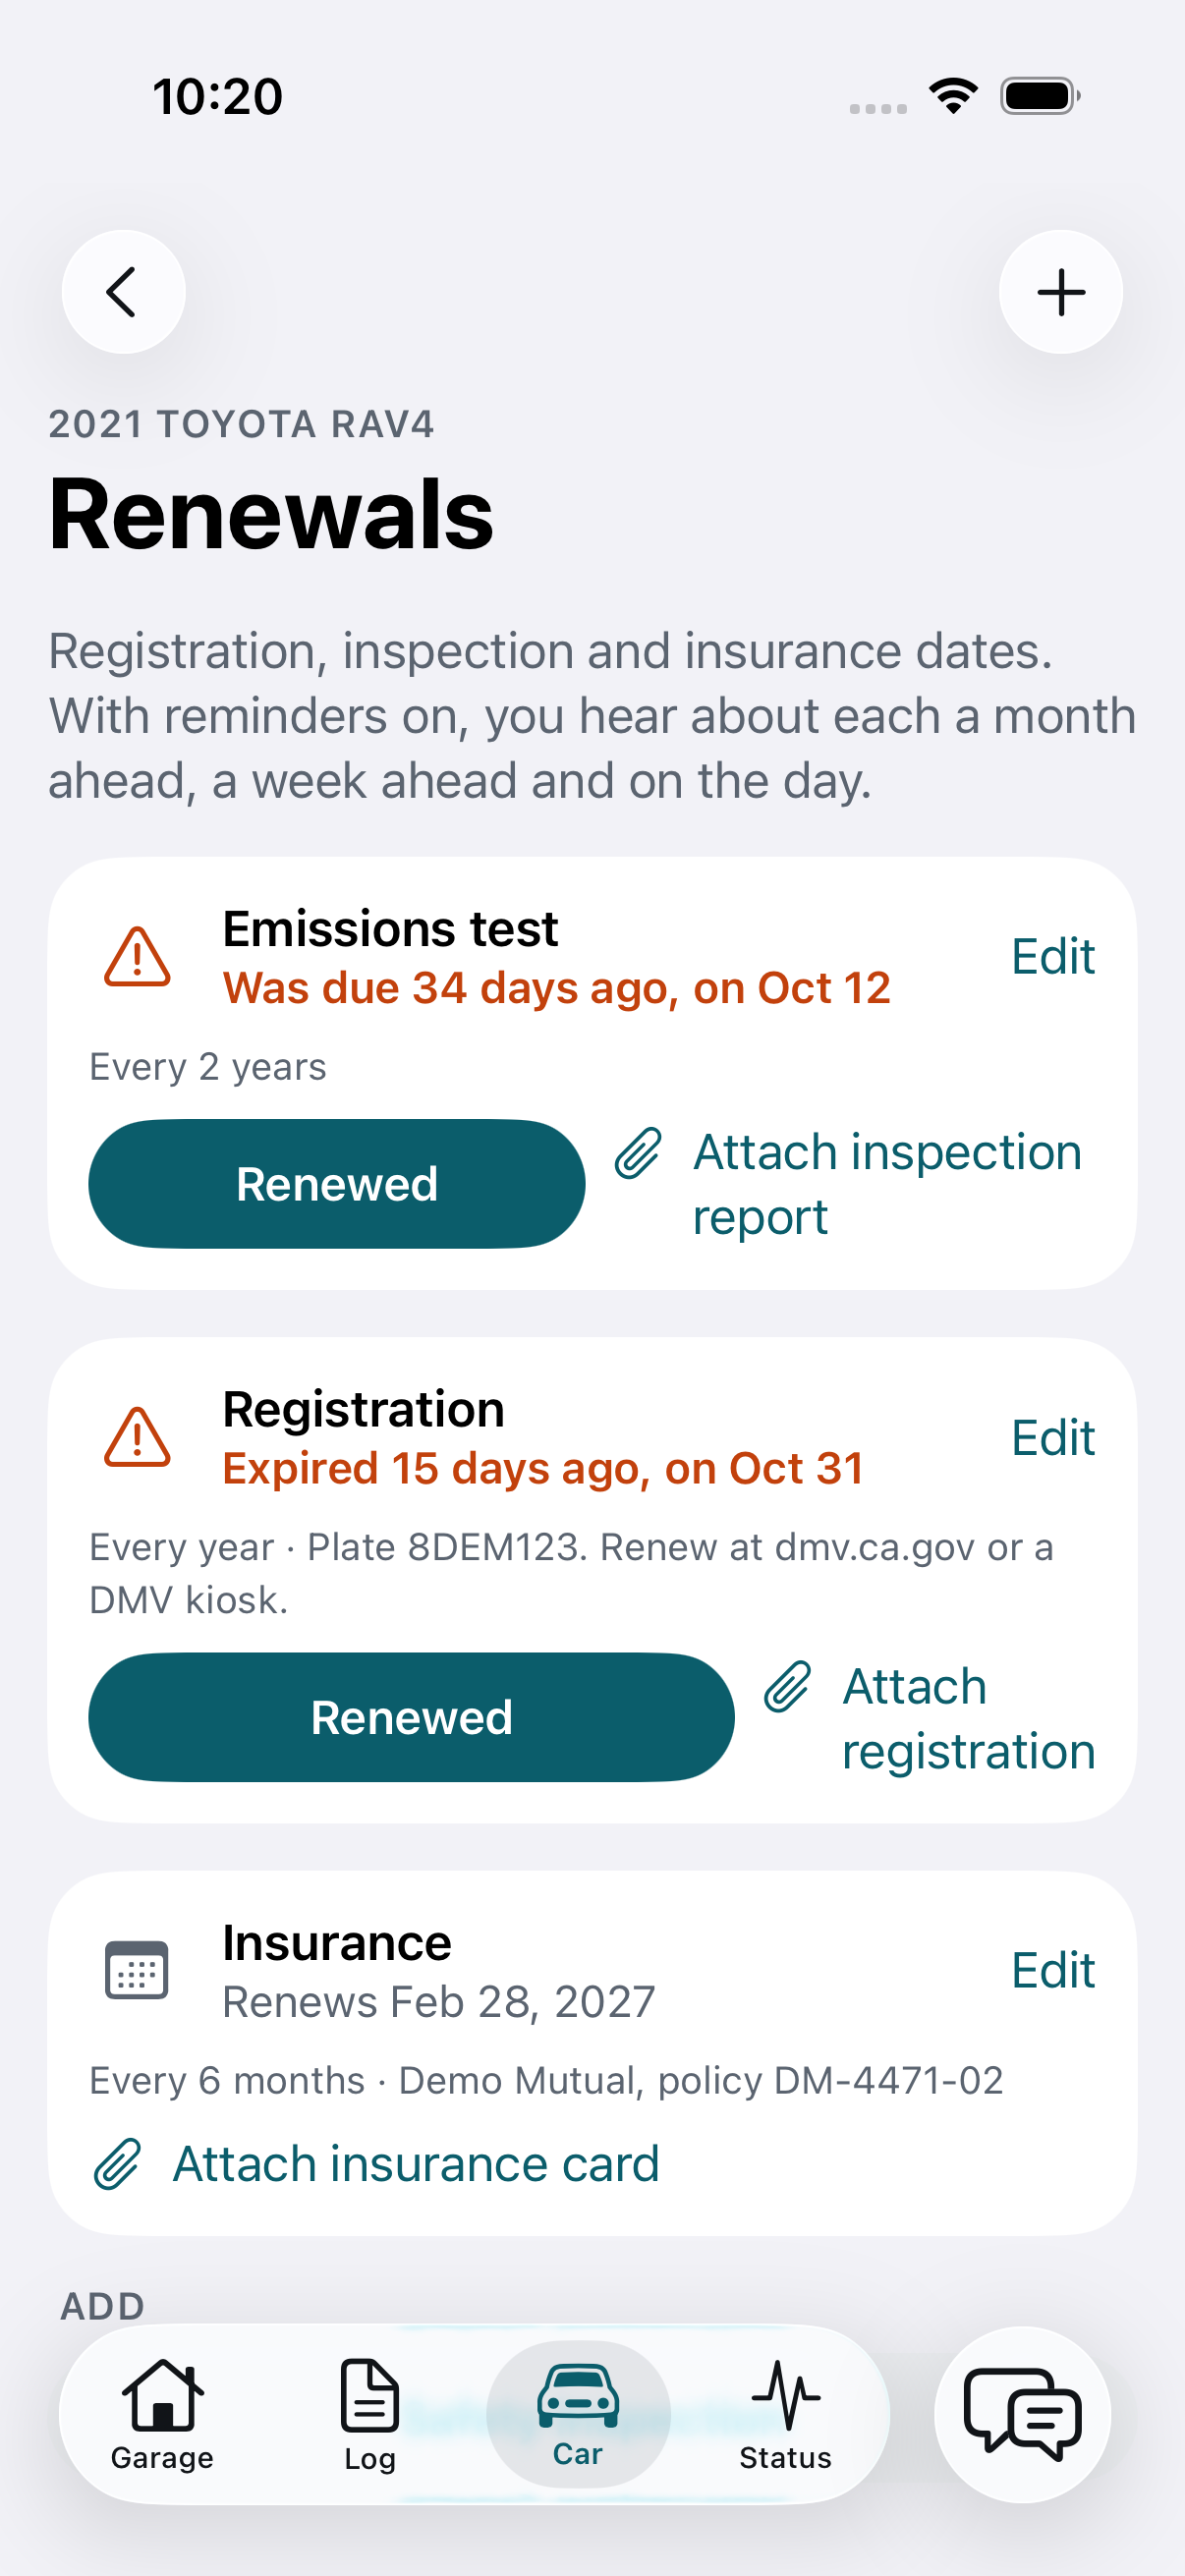 10:20
2021 TOYOTA RAV4
Renewals
Registration, inspection and insurance dates.
With reminders on, you hear about each a month
ahead, a week ahead and on the day.
Emissions test
Was due 34 days ago, on Oct 12
Edit
Every 2 years
Renewed
Attach inspection
report
Registration
Expired 15 days ago, on Oct 31
Edit
Every year · Plate 8DEM123. Renew at dmv.ca.gov or a
DMV kiosk.
Renewed
Attach
registration
Insurance
Renews Feb 28, 2027
Edit
Every 6 months · Demo Mutual, policy DM-4471-02
Attach insurance card
ADD
Garage
Log
Car
Status